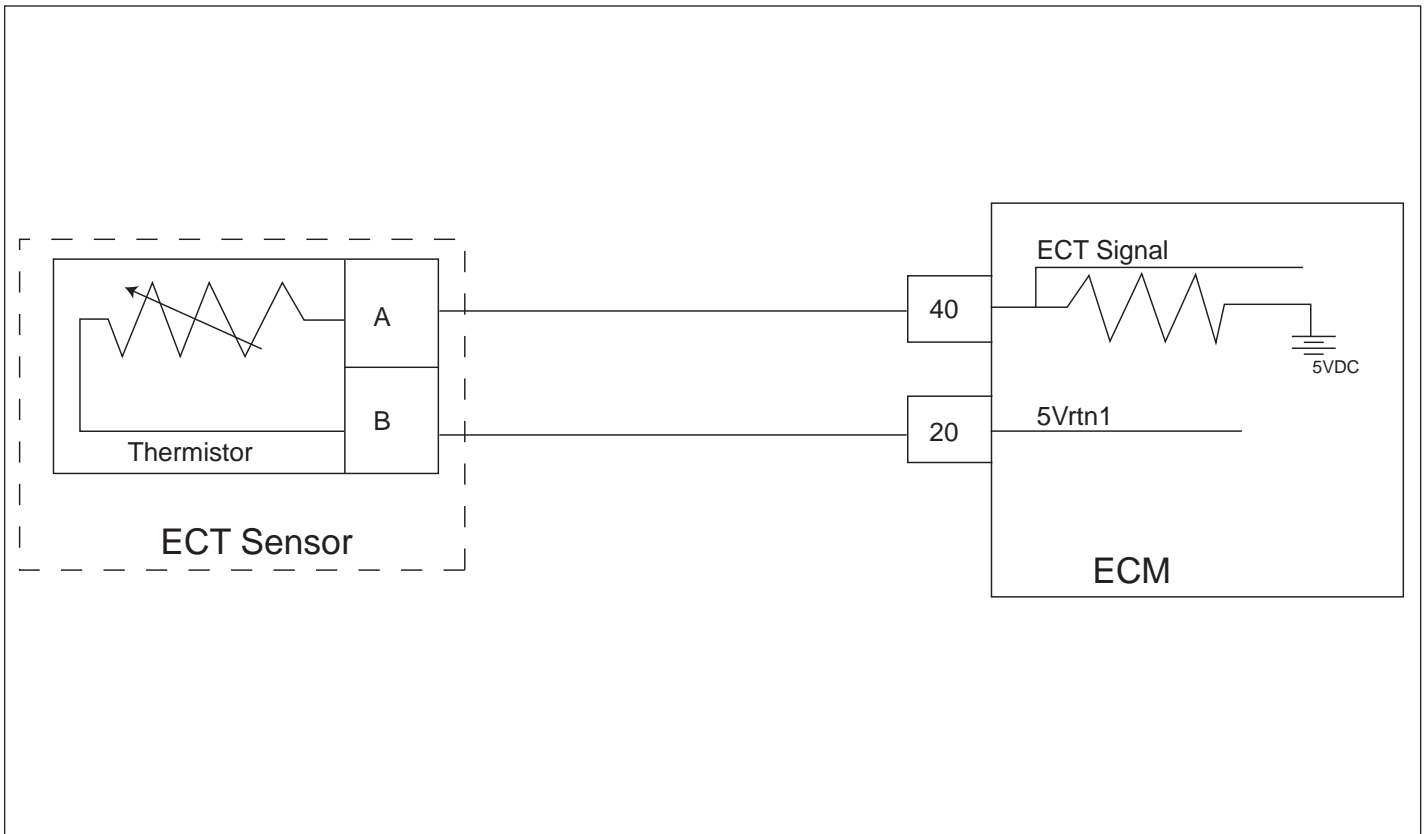 ECT Signal
A
40
5VDC
B
20
5Vrtn1
Thermistor
ECT Sensor
ECM